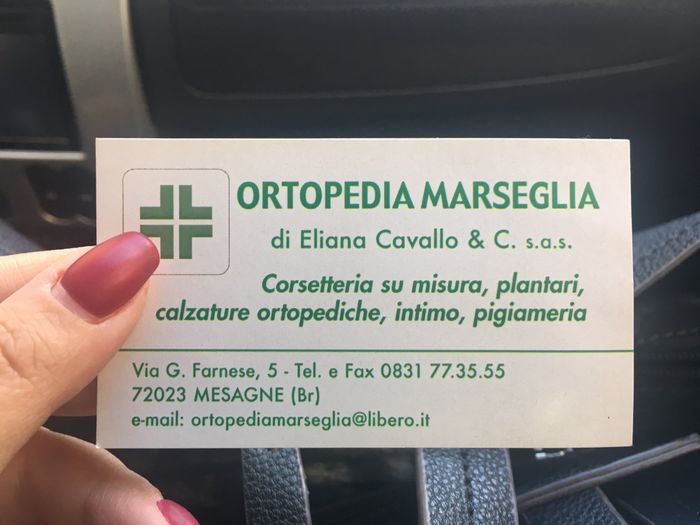 ORTOPEDIA MARSEGLIA
di Eliana Cavallo & C. s.a.s.
Corsetteria su misura, plantari,
calzature ortopediche, intimo, pigiameria
Via G. Farnese, 5 - Tel. e Fax 0831 77.35.55
72023 MESAGNE (Br)
e-mail: ortopediamarseglia@libero.it